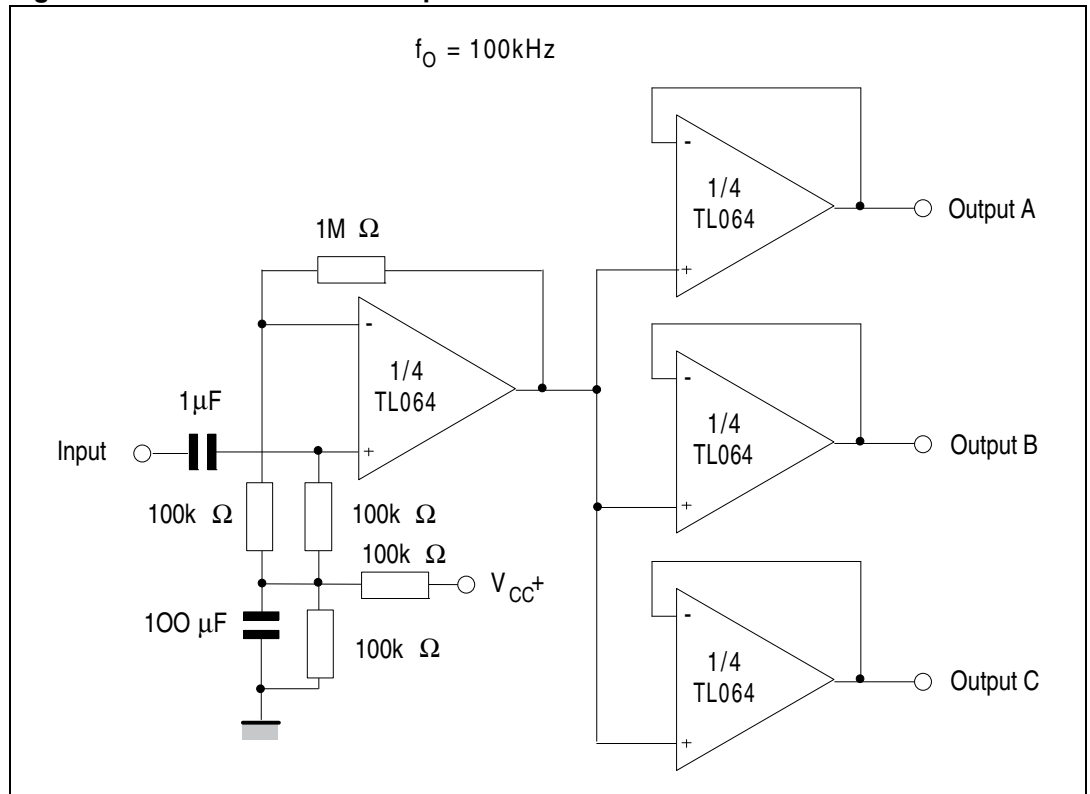 f_O = 100kHz
-
1/4
TL064
+
Output A
1M Ω
-
1/4
TL064
+
1μF
Input
-
1/4
TL064
+
Output B
100k Ω
100k Ω
100k Ω
V_CC+
100 μF
100k Ω
-
1/4
TL064
+
Output C